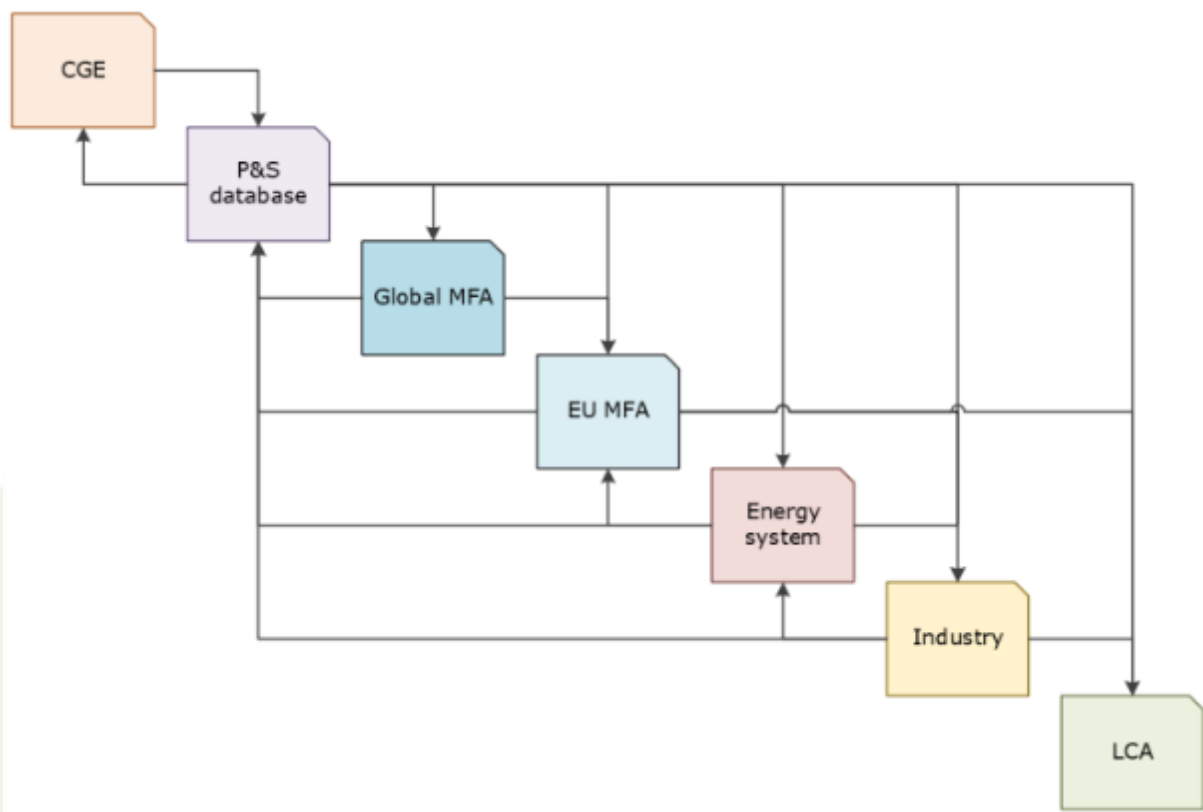 CGE
P&S
database
Global MFA
EU MFA
Energy
system
Industry
LCA